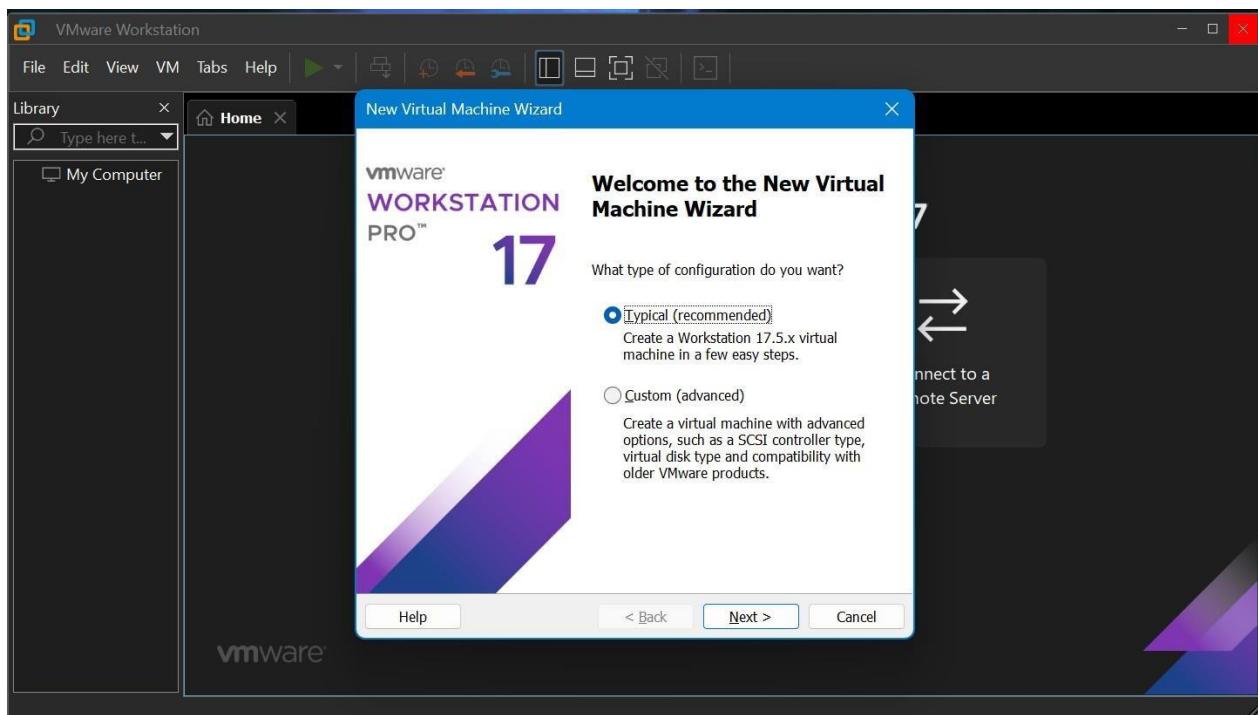 VMware Workstation
File Edit View VM Tabs Help
Library
Type here t...
My Computer
Home
New Virtual Machine Wizard
vmware
WORKSTATION
PRO™
17
Welcome to the New Virtual
Machine Wizard
What type of configuration do you want?
Typical (recommended)
Create a Workstation 17.5.x virtual
machine in a few easy steps.
Custom (advanced)
Create a virtual machine with advanced
options, such as a SCSI controller type,
virtual disk type and compatibility with
older VMware products.
Help < Back Next > Cancel
7
nnect to a
note Server
vmware